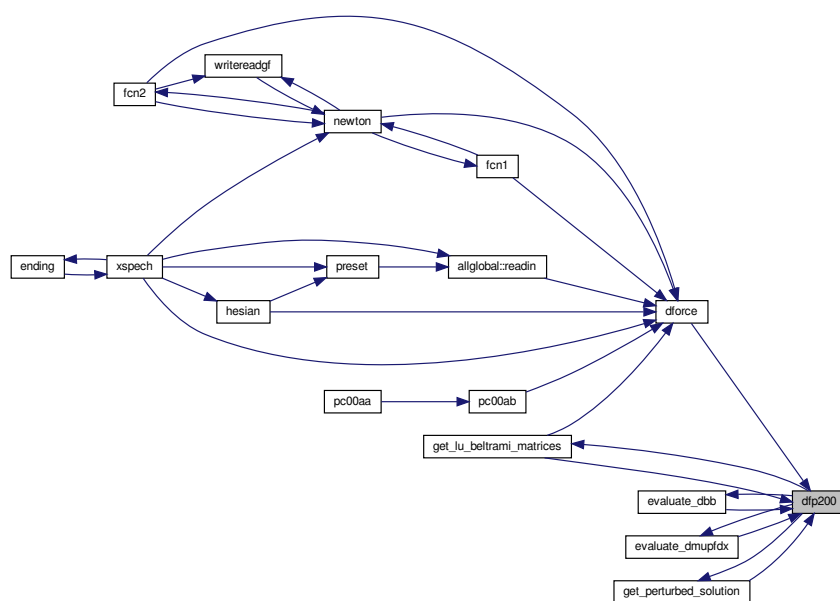 writereadgf
fcn2
newton
fcn1
ending
xspech
preset
allglobal::readin
hesian
dforce
pc00aa
pc00ab
get_lu_beltrami_matrices
evaluate_dbb
dfp200
evaluate_dmupfdx
get_perturbed_solution